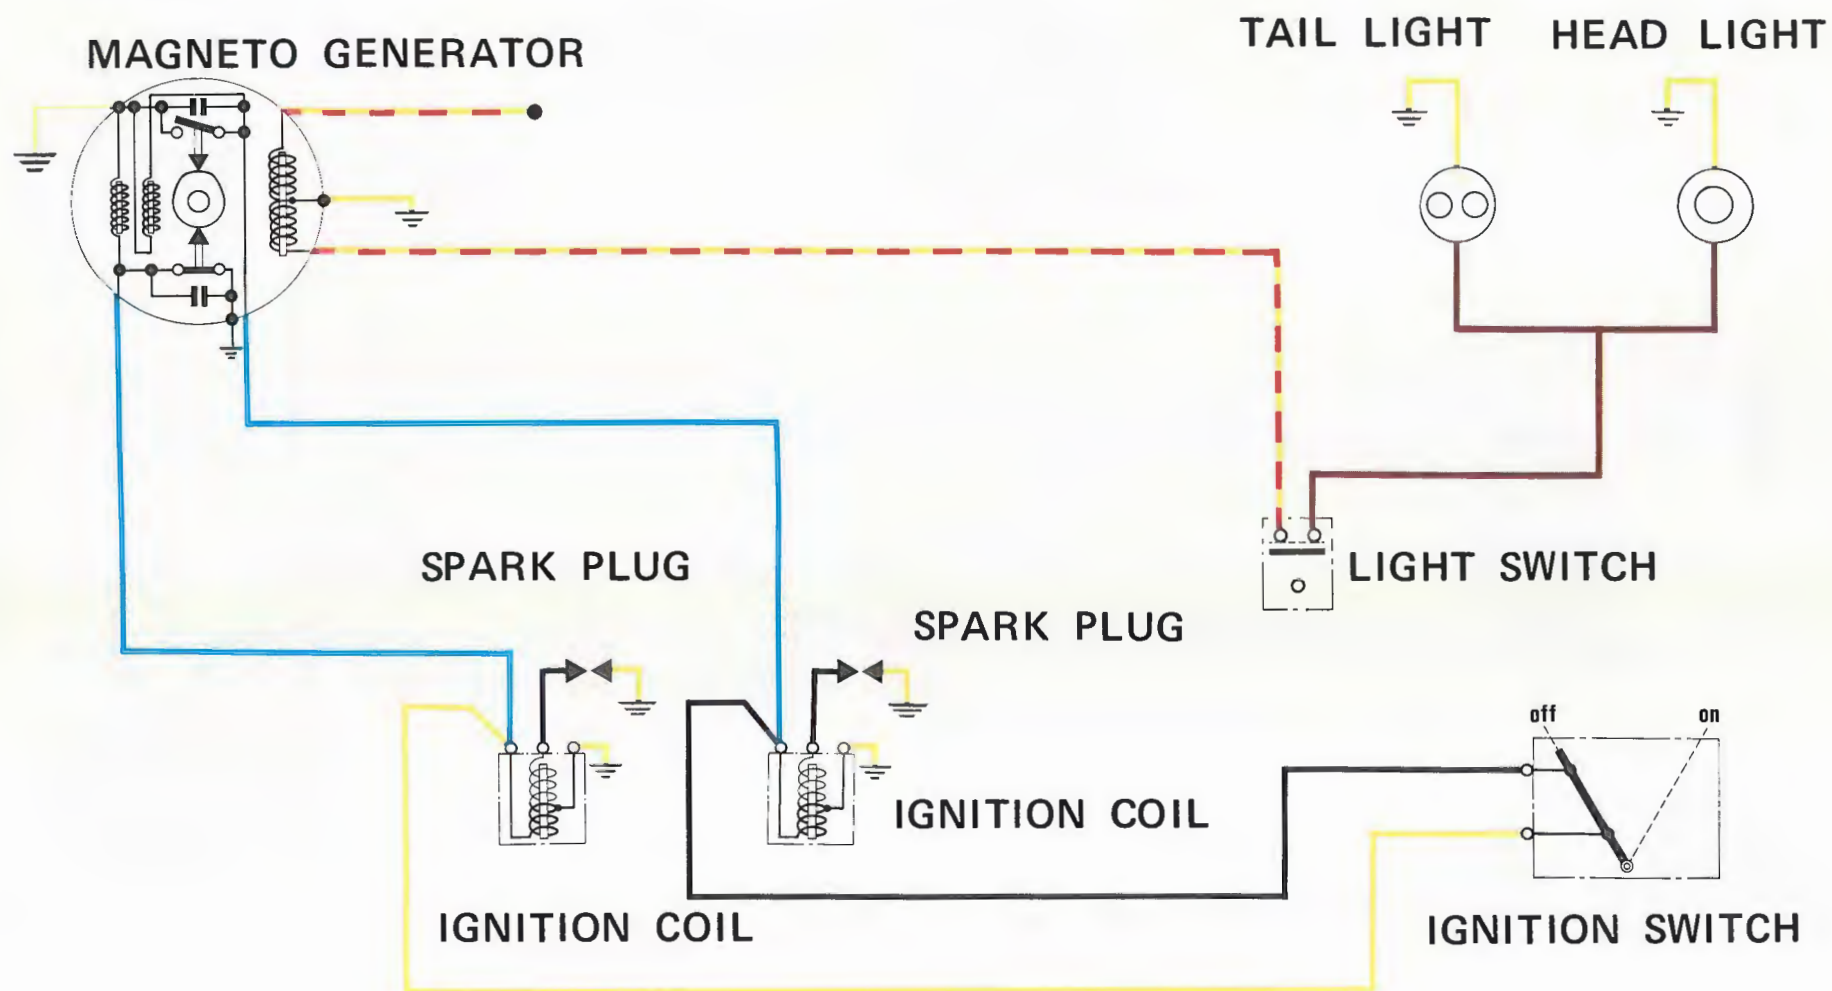 TAIL LIGHT
HEAD LIGHT
MAGNETO GENERATOR
SPARK PLUG
LIGHT SWITCH
SPARK PLUG
off
on
IGNITION COIL
IGNITION COIL
IGNITION SWITCH